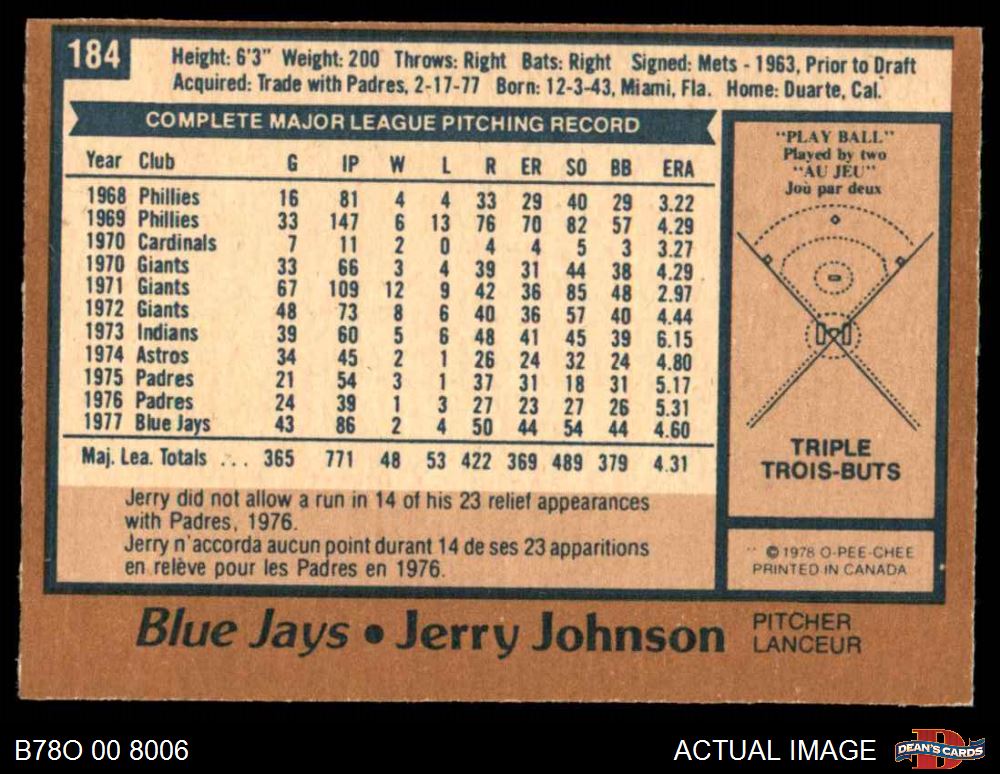 184
Height: 6'3" Weight: 200 Throws: Right Bats: Right Signed: Mets - 1963, Prior to Draft
Acquired: Trade with Padres, 2-17-77 Born: 12-3-43, Miami, Fla. Home: Duarte, Cal.
COMPLETE MAJOR LEAGUE PITCHING RECORD
Year Club G IP W L R ER SO BB ERA
1968 Phillies 16 81 4 4 33 29 40 29 3.22
1969 Phillies 33 147 6 13 76 70 82 57 4.29
1970 Cardinals 7 11 2 0 4 4 5 3 3.27
1970 Giants 33 66 3 4 39 31 44 38 4.29
1971 Giants 67 109 12 9 42 36 85 48 2.97
1972 Giants 48 73 8 6 40 36 57 40 4.44
1973 Indians 39 60 5 6 48 41 45 39 6.15
1974 Astros 34 45 2 1 26 24 32 24 4.80
1975 Padres 21 54 3 1 37 31 18 31 5.17
1976 Padres 24 39 1 3 27 23 27 26 5.31
1977 Blue Jays 43 86 2 4 50 44 54 44 4.60
Maj. Lea. Totals ... 365 771 48 53 422 369 489 379 4.31
Jerry did not allow a run in 14 of his 23 relief appearances
with Padres, 1976.
Jerry n'accorda aucun point durant 14 de ses 23 apparitions
en relève pour les Padres en 1976.
"PLAY BALL"
Played by two
"AU JEU"
Joù par deux
TRIPLE
TROIS-BUTS
© 1978 O-PEE-CHEE
PRINTED IN CANADA
Blue Jays • Jerry Johnson
PITCHER
LANCEUR
B78O 00 8006
ACTUAL IMAGE
DEAN'S CARDS